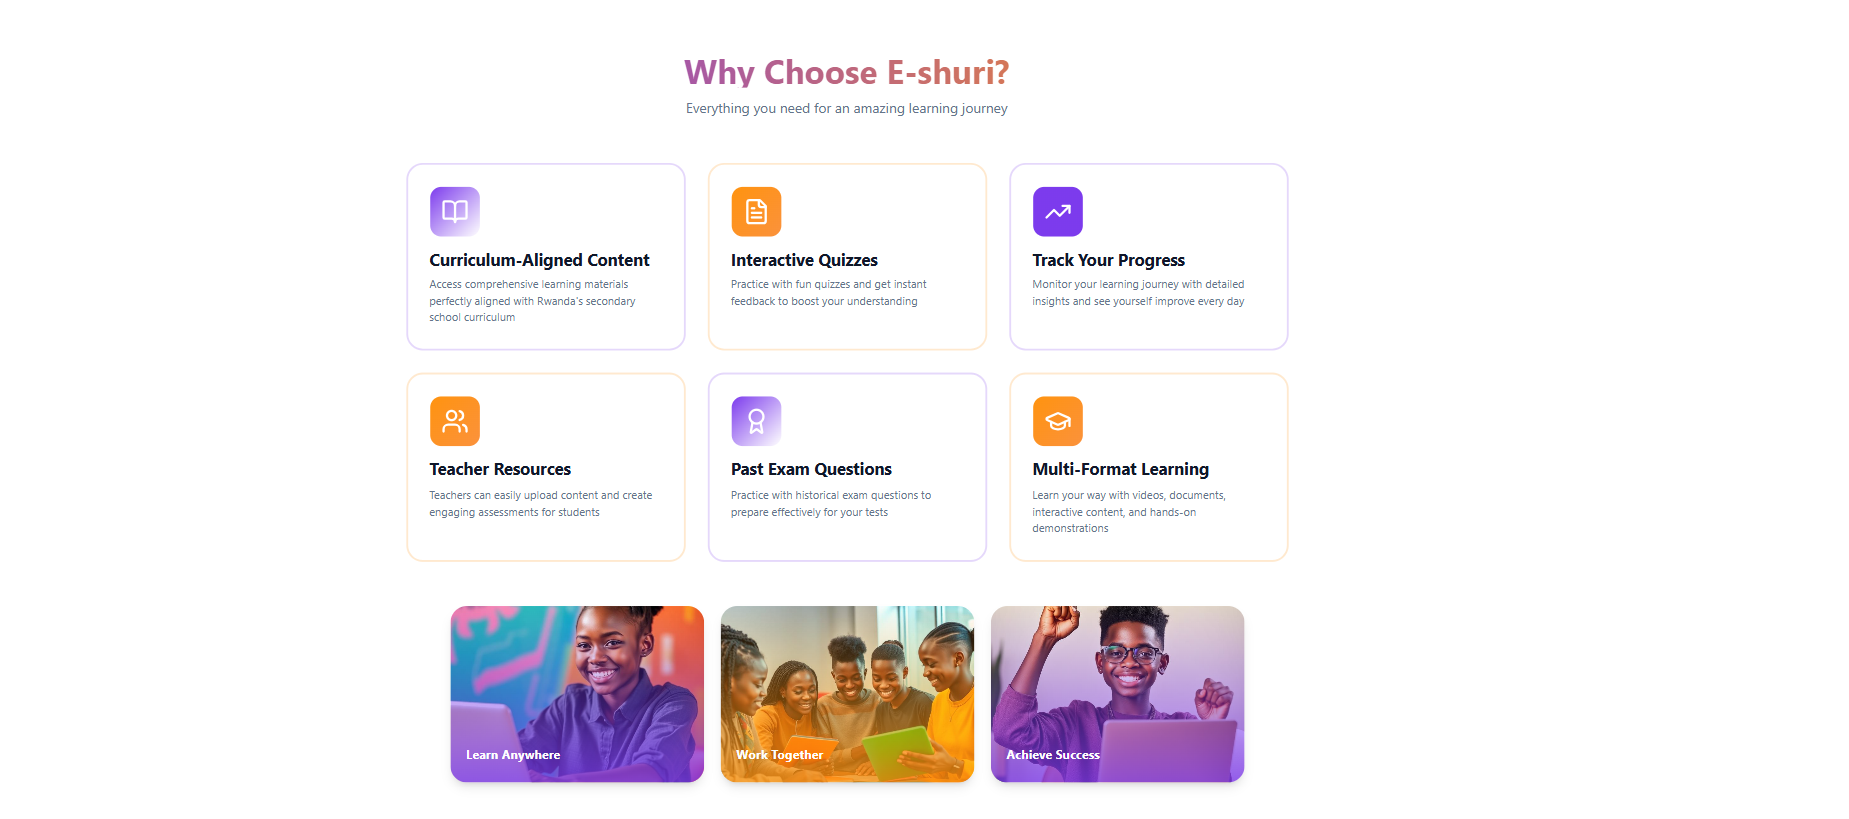 Why Choose E-shuri?
Everything you need for an amazing learning journey
Curriculum-Aligned Content
Access comprehensive learning materials
perfectly aligned with Rwanda's secondary
school curriculum
Interactive Quizzes
Practice with fun quizzes and get instant
feedback to boost your understanding
Track Your Progress
Monitor your learning journey with detailed
insights and see yourself improve every day
Teacher Resources
Teachers can easily upload content and create
engaging assessments for students
Past Exam Questions
Practice with historical exam questions to
prepare effectively for your tests
Multi-Format Learning
Learn your way with videos, documents,
interactive content, and hands-on
demonstrations
Learn Anywhere
Work Together
Achieve Success